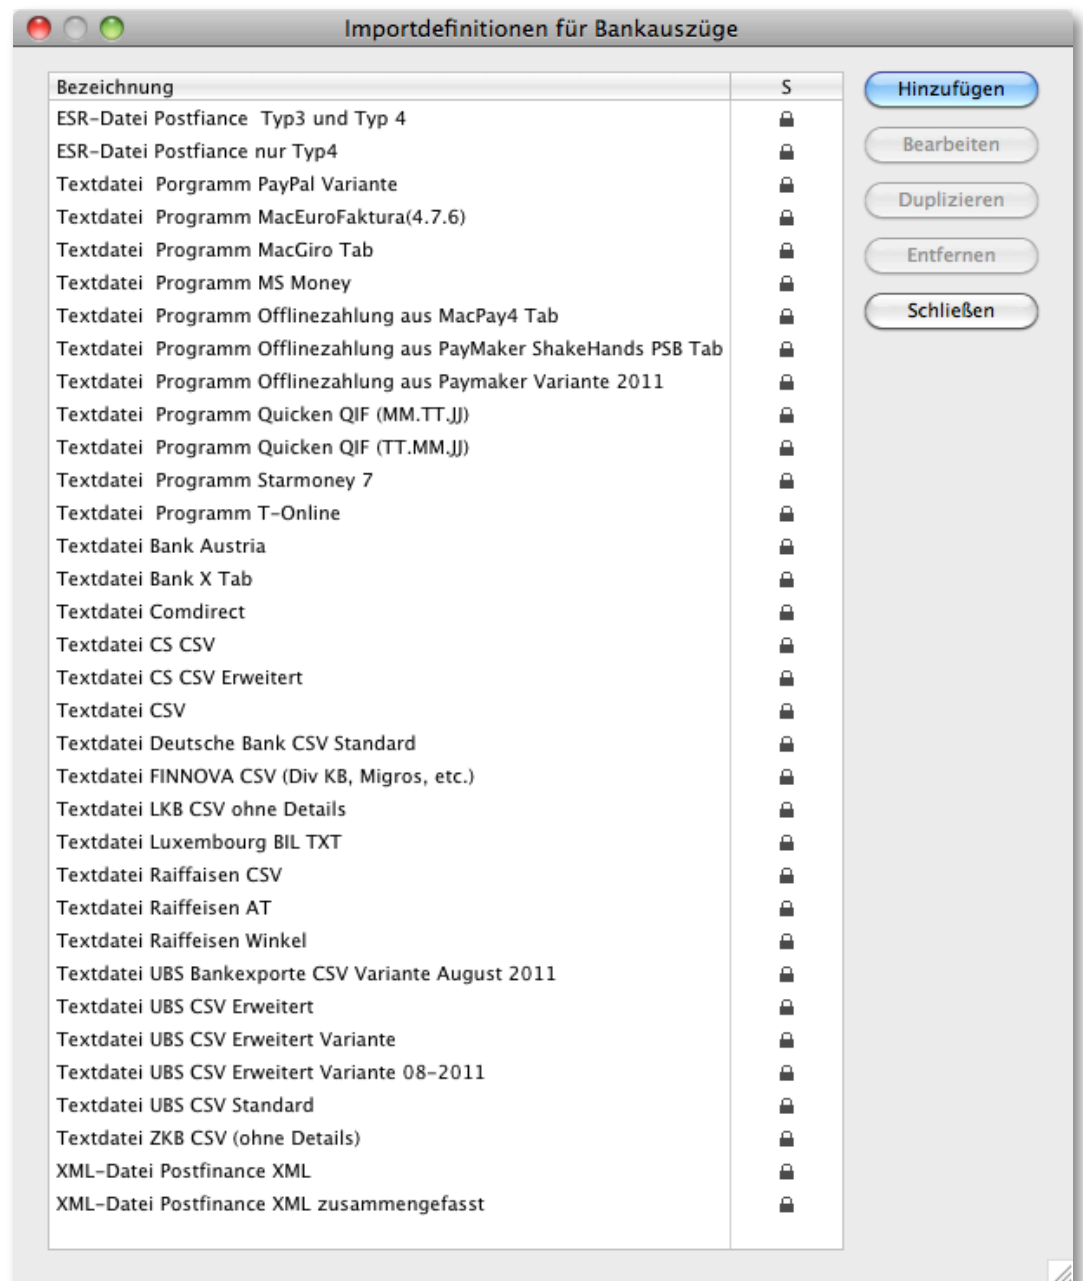 Importdefinitionen für Bankauszüge
Bezeichnung S
ESR-Datei Postfiance  Typ3 und Typ 4
ESR-Datei Postfiance nur Typ4
Textdatei  Porgramm PayPal Variante
Textdatei  Programm MacEuroFaktura(4.7.6)
Textdatei  Programm MacGiro Tab
Textdatei  Programm MS Money
Textdatei  Programm Offlinezahlung aus MacPay4 Tab
Textdatei  Programm Offlinezahlung aus PayMaker ShakeHands PSB Tab
Textdatei  Programm Offlinezahlung aus Paymaker Variante 2011
Textdatei  Programm Quicken QIF (MM.TT.JJ)
Textdatei  Programm Quicken QIF (TT.MM.JJ)
Textdatei  Programm Starmoney 7
Textdatei  Programm T-Online
Textdatei Bank Austria
Textdatei Bank X Tab
Textdatei Comdirect
Textdatei CS CSV
Textdatei CS CSV Erweitert
Textdatei CSV
Textdatei Deutsche Bank CSV Standard
Textdatei FINNOVA CSV (Div KB, Migros, etc.)
Textdatei LKB CSV ohne Details
Textdatei Luxembourg BIL TXT
Textdatei Raiffaisen CSV
Textdatei Raiffeisen AT
Textdatei Raiffeisen Winkel
Textdatei UBS Bankexporte CSV Variante August 2011
Textdatei UBS CSV Erweitert
Textdatei UBS CSV Erweitert Variante
Textdatei UBS CSV Erweitert Variante 08-2011
Textdatei UBS CSV Standard
Textdatei ZKB CSV (ohne Details)
XML-Datei Postfinance XML
XML-Datei Postfinance XML zusammengefasst
Hinzufügen
Bearbeiten
Duplizieren
Entfernen
Schließen